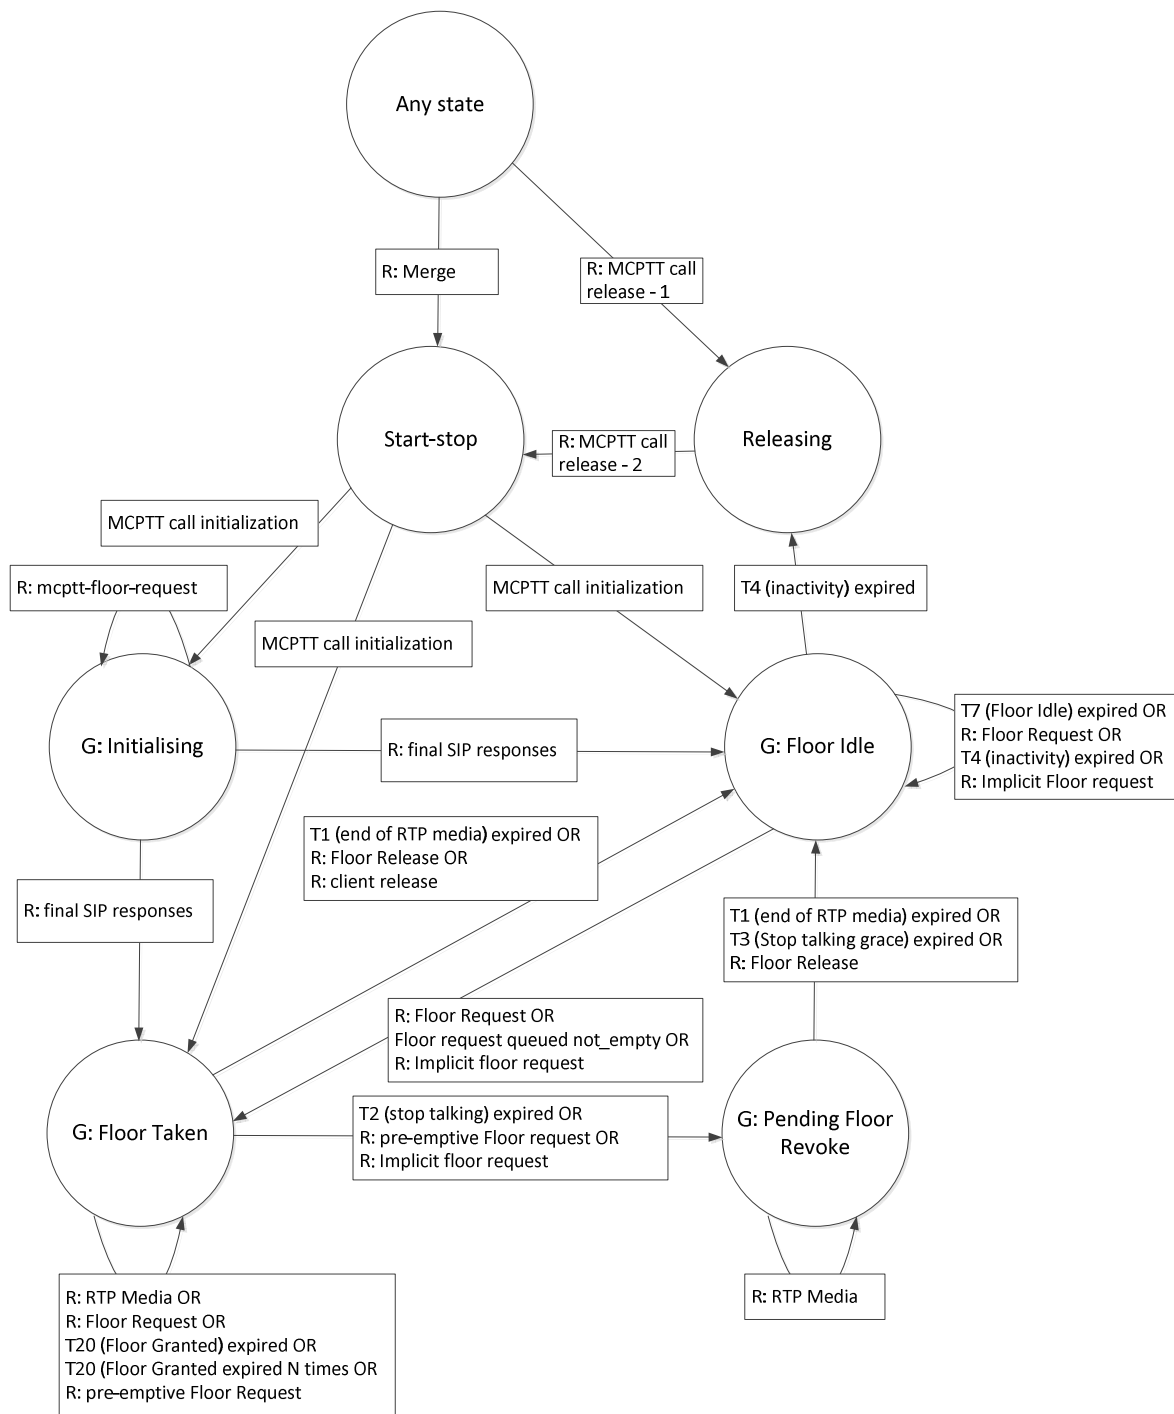 Any state
R: Merge
R: MCPTT call
release - 1
Start-stop
R: MCPTT call
release - 2
Releasing
MCPTT call initialization
R: mcptt-floor-request
MCPTT call initialization
T4 (inactivity) expired
MCPTT call initialization
G: Initialising
R: final SIP responses
G: Floor Idle
T7 (Floor Idle) expired OR
R: Floor Request OR
T4 (inactivity) expired OR
R: Implicit Floor request
T1 (end of RTP media) expired OR
R: Floor Release OR
R: client release
R: final SIP responses
T1 (end of RTP media) expired OR
T3 (Stop talking grace) expired OR
R: Floor Release
R: Floor Request OR
Floor request queued not_empty OR
R: Implicit floor request
G: Floor Taken
T2 (stop talking) expired OR
R: pre-emptive Floor request OR
R: Implicit floor request
G: Pending Floor
Revoke
R: RTP Media OR
R: Floor Request OR
T20 (Floor Granted) expired OR
T20 (Floor Granted expired N times OR
R: pre-emptive Floor Request
R: RTP Media